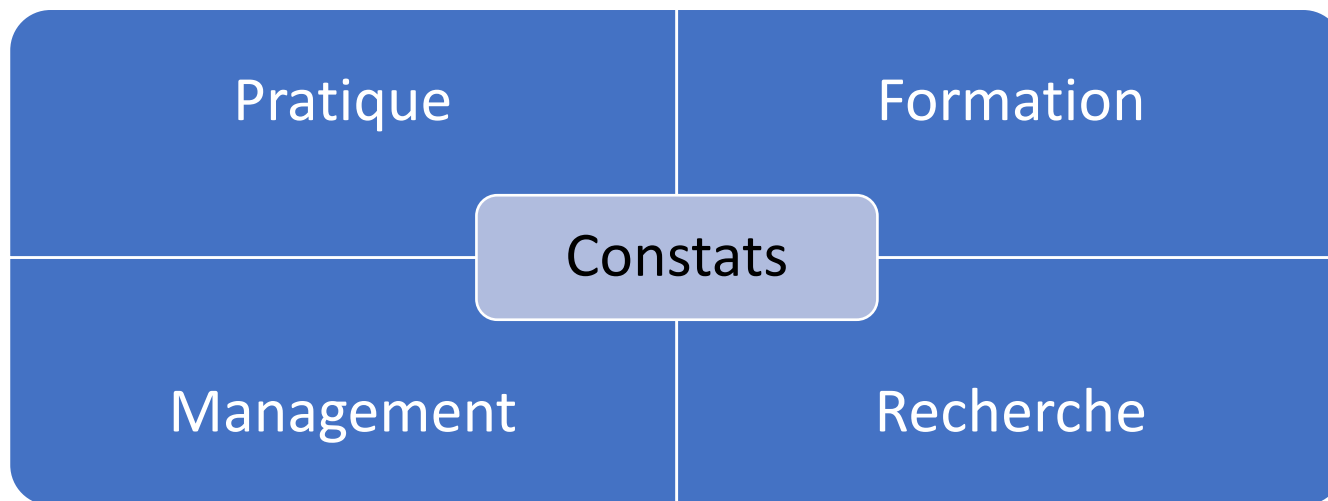 Pratique
Formation
Constats
Management
Recherche